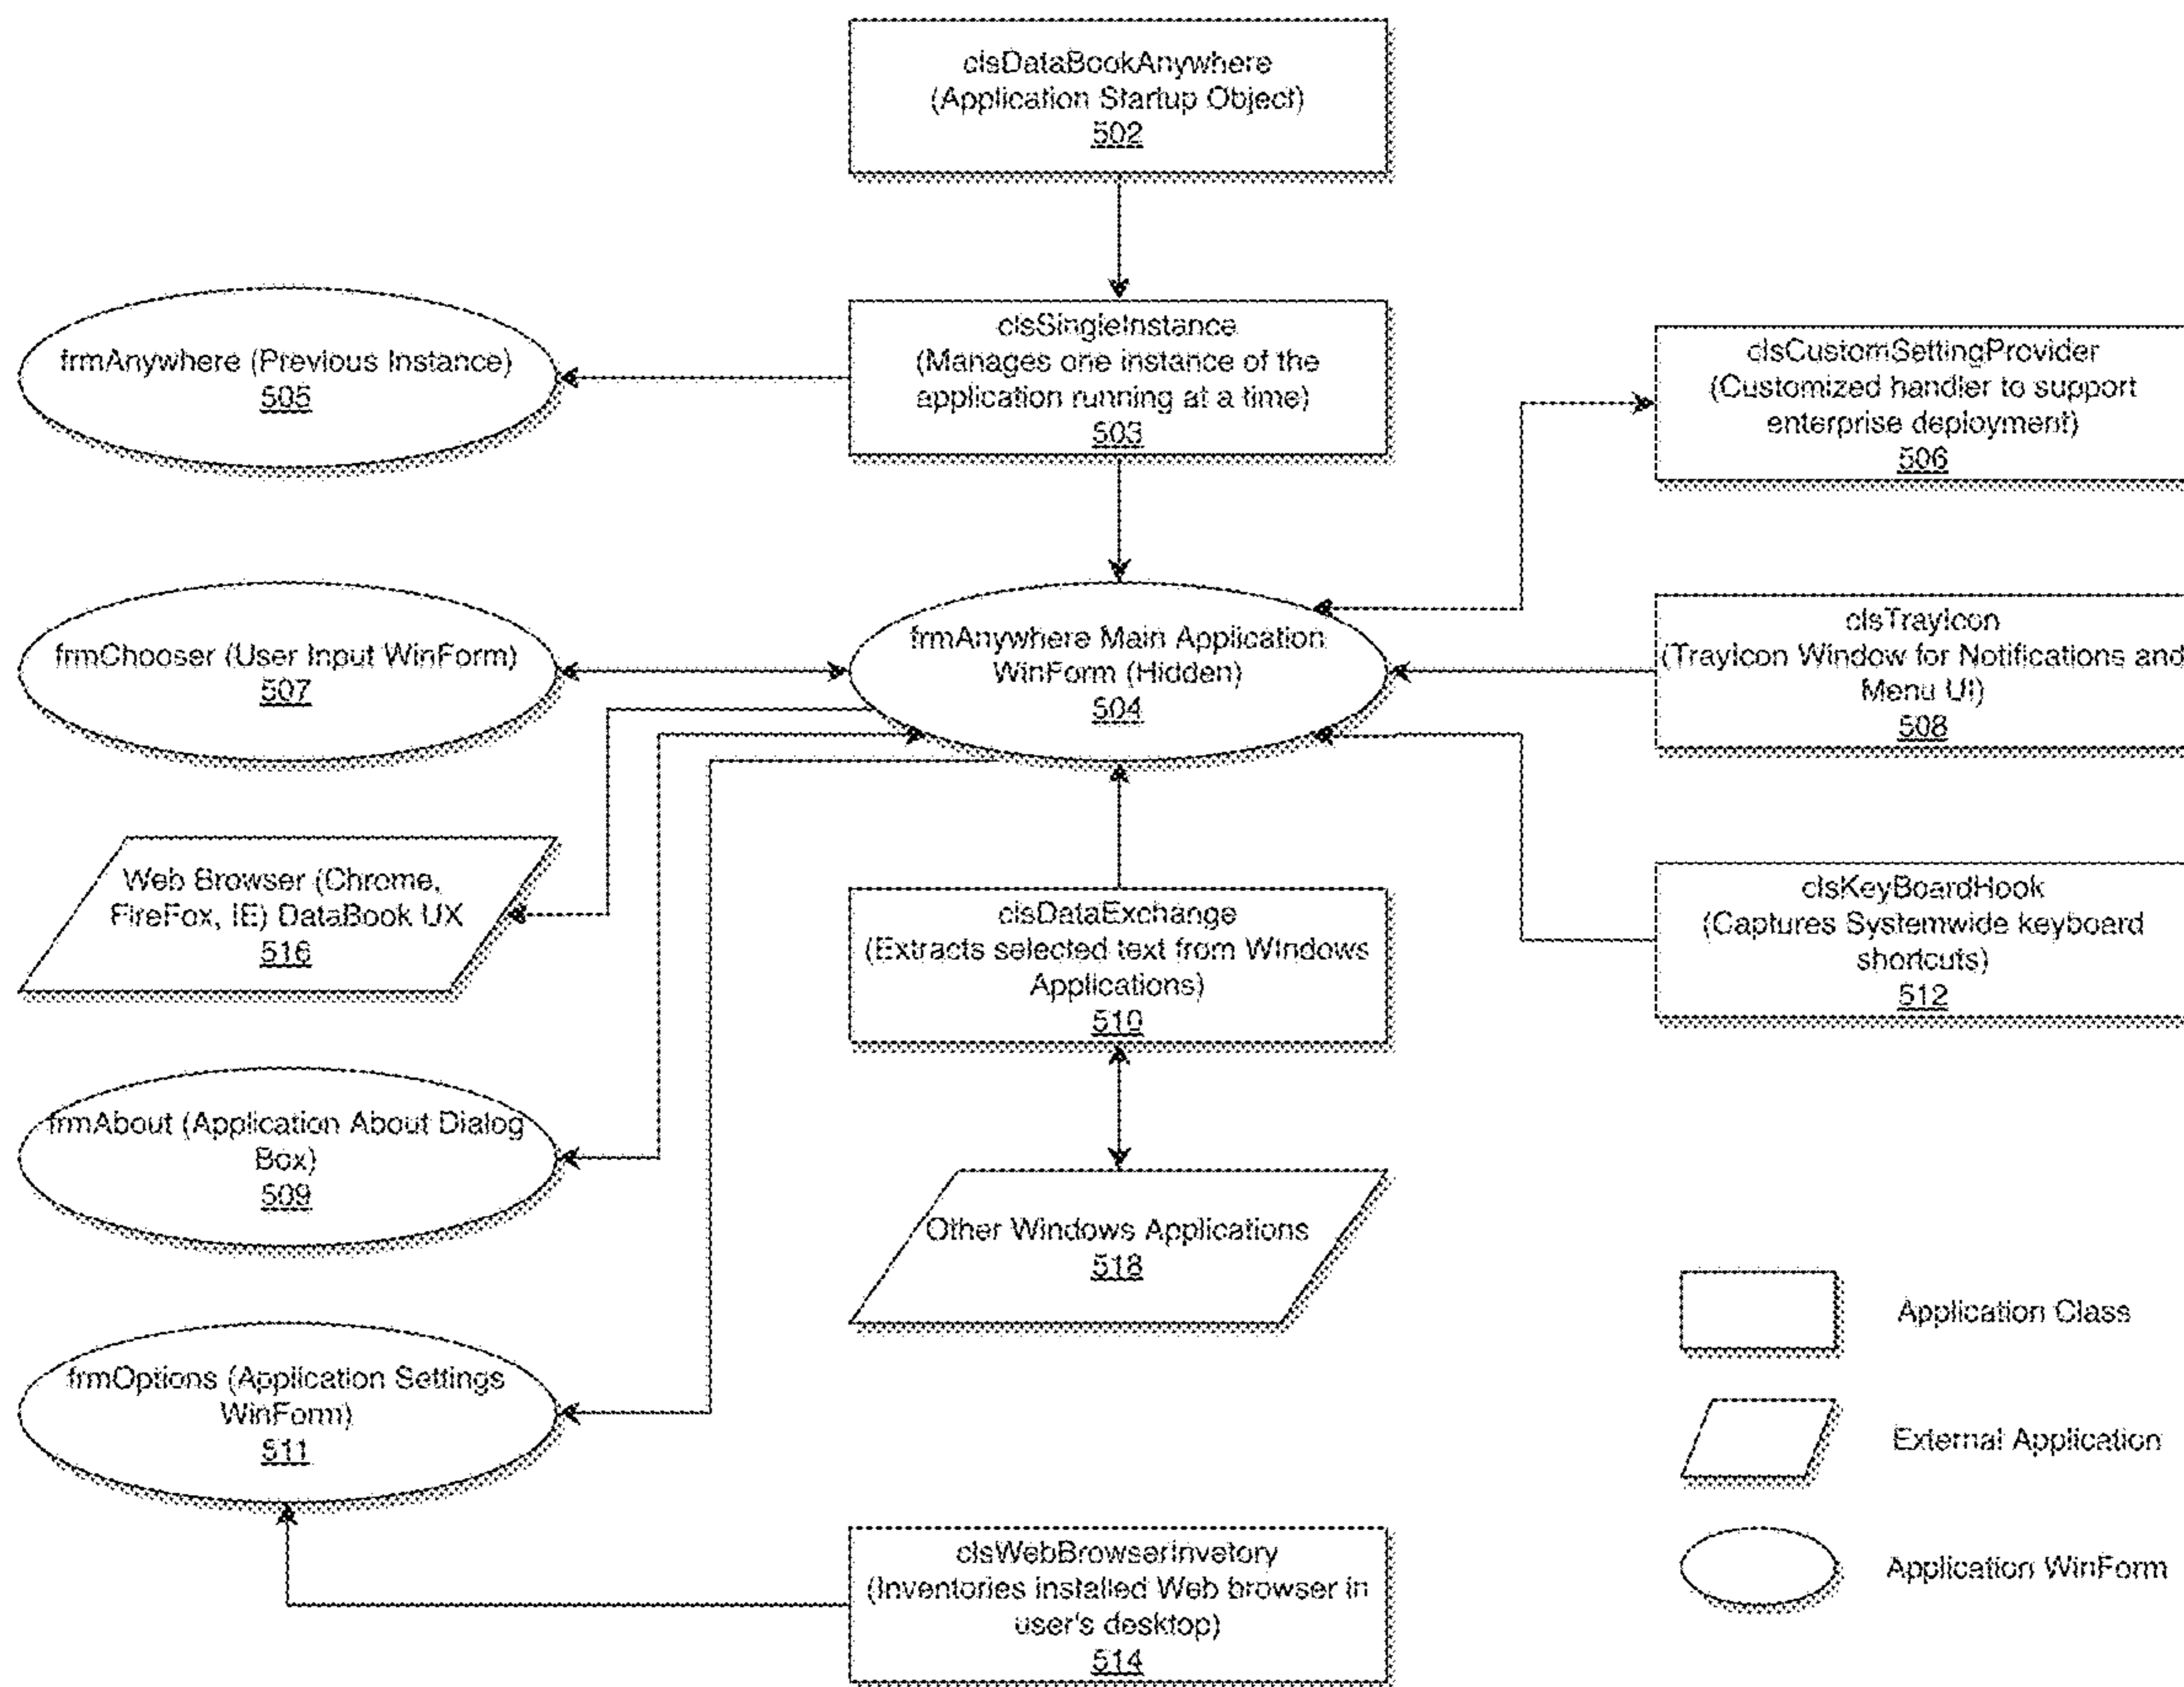 clsDataBookAnywhere
(Application Startup Object)
502
clsSingleInstance
(Manages one instance of the
application running at a time)
503
frmAnywhere (Previous Instance)
505
clsCustomSettingProvider
(Customized handler to support
enterprise deployment)
506
frmChooser (User Input WinForm)
507
frmAnywhere Main Application
WinForm (Hidden)
504
clsTrayIcon
(TrayIcon Window for Notifications and
Menu UI)
508
Web Browser (Chrome,
FireFox, IE) DataBook UX
516
clsDataExchange
(Extracts selected text from Windows
Applications)
510
clsKeyBoardHook
(Captures Systemwide keyboard
shortcuts)
512
frmAbout (Application About Dialog
Box)
509
Other Windows Applications
518
frmOptions (Application Settings
WinForm)
511
clsWebBrowserInvetory
(Inventories installed Web browser in
user's desktop)
514
Application Class
External Application
Application WinForm